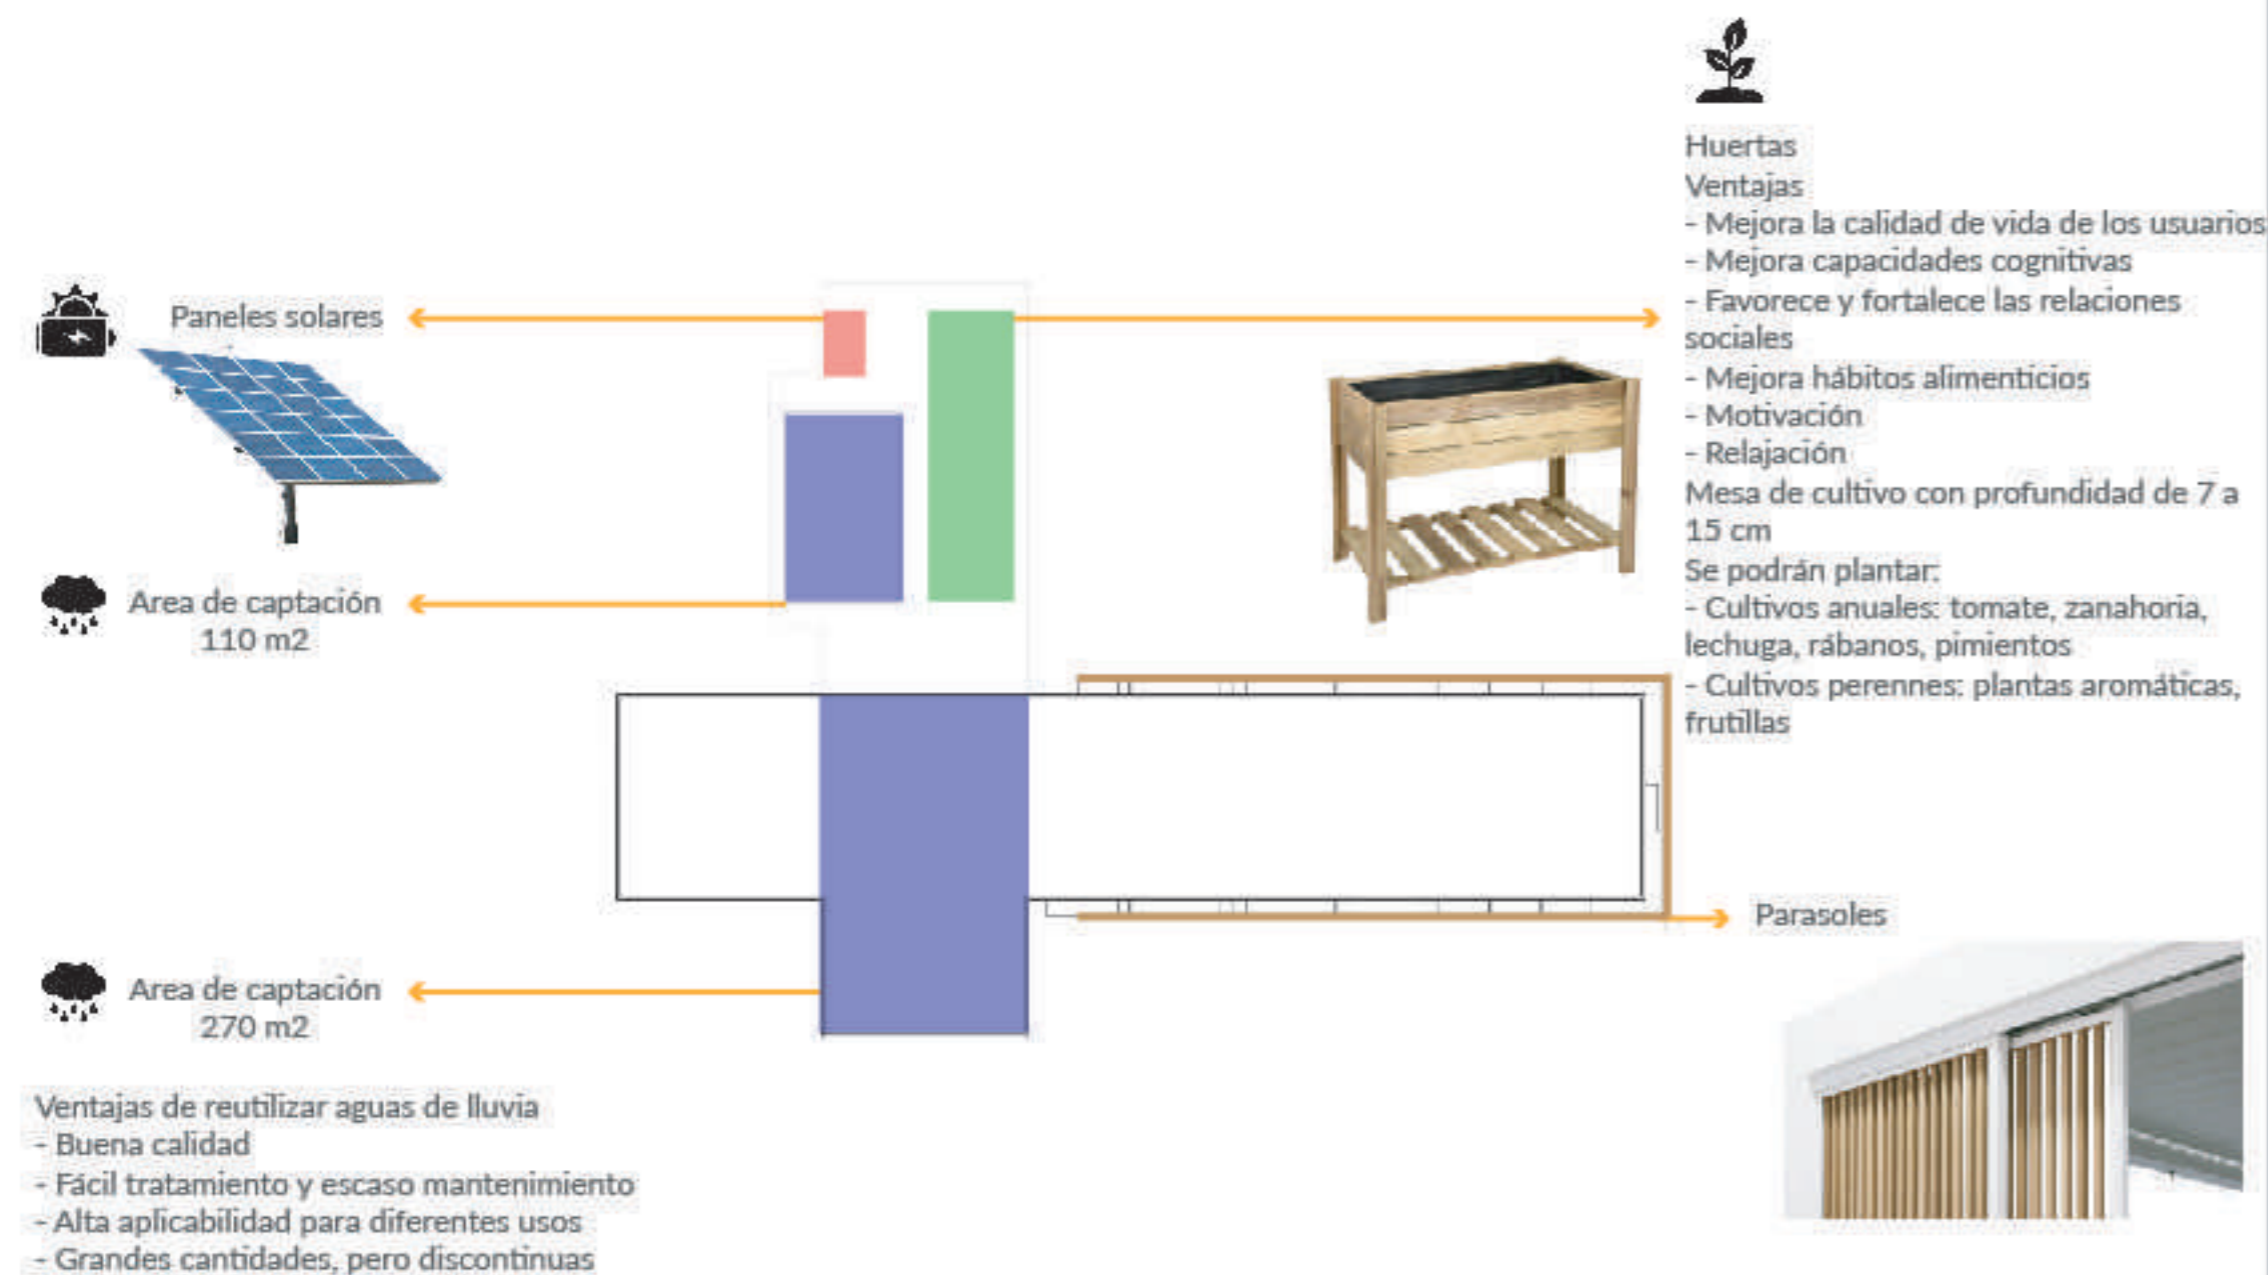 Huertas
Ventajas
- Mejora la calidad de vida de los usuarios
- Mejora capacidades cognitivas
- Favorece y fortalece las relaciones
sociales
- Mejora hábitos alimenticios
- Motivación
- Relajación
Mesa de cultivo con profundidad de 7 a
15 cm
Se podrán plantar:
- Cultivos anuales: tomate, zanahoria,
lechuga, rábanos, pimientos
- Cultivos perennes: plantas aromáticas,
frutillas
Paneles solares
Area de captación
110 m2
Parasoles
Area de captación
270 m2
Ventajas de reutilizar aguas de lluvia
- Buena calidad
- Fácil tratamiento y escaso mantenimiento
- Alta aplicabilidad para diferentes usos
- Grandes cantidades, pero discontinuas